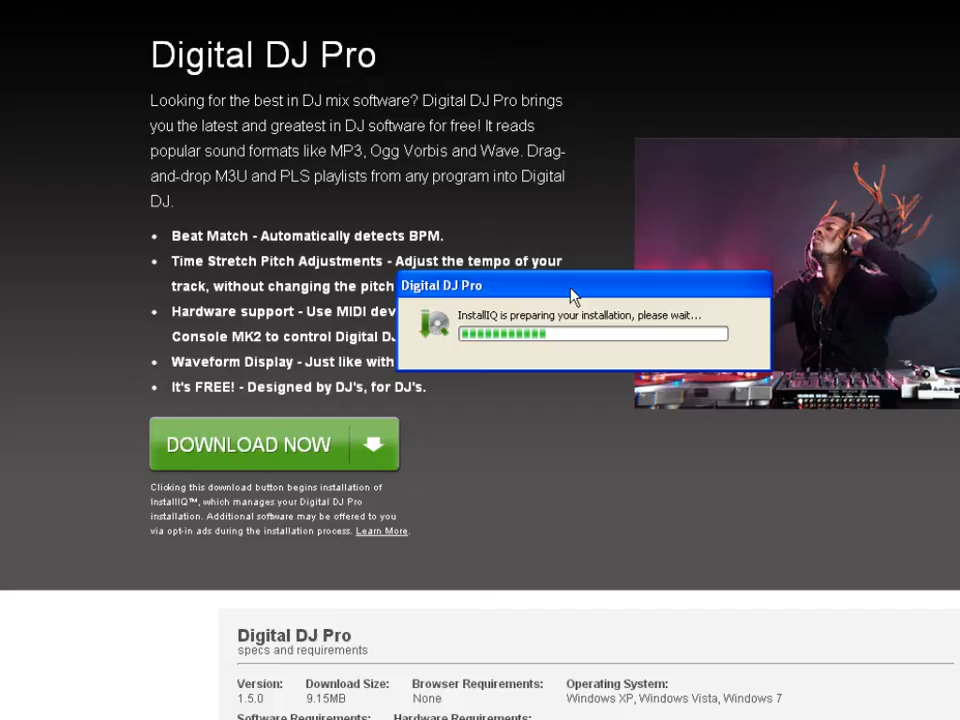 Digital DJ Pro
Looking for the best in DJ mix software? Digital DJ Pro brings
you the latest and greatest in DJ software for free! It reads
popular sound formats like MP3, Ogg Vorbis and Wave. Drag-
and-drop M3U and PLS playlists from any program into Digital
DJ.
• Beat Match - Automatically detects BPM.
• Time Stretch Pitch Adjustments - Adjust the tempo of your
track, without changing the pitch
• Hardware support - Use MIDI dev
Console MK2 to control Digital DJ
• Waveform Display - Just like with
• It's FREE! - Designed by DJ's, for DJ's.
Digital DJ Pro
InstallIQ is preparing your installation, please wait...
DOWNLOAD NOW
Clicking this download button begins installation of
InstallIQ™, which manages your Digital DJ Pro
installation. Additional software may be offered to you
via opt-in ads during the installation process. Learn More.
Digital DJ Pro
specs and requirements
Version: Download Size: Browser Requirements: Operating System:
1.5.0 9.15MB None Windows XP, Windows Vista, Windows 7
Software Requirements: Hardware Requirements: